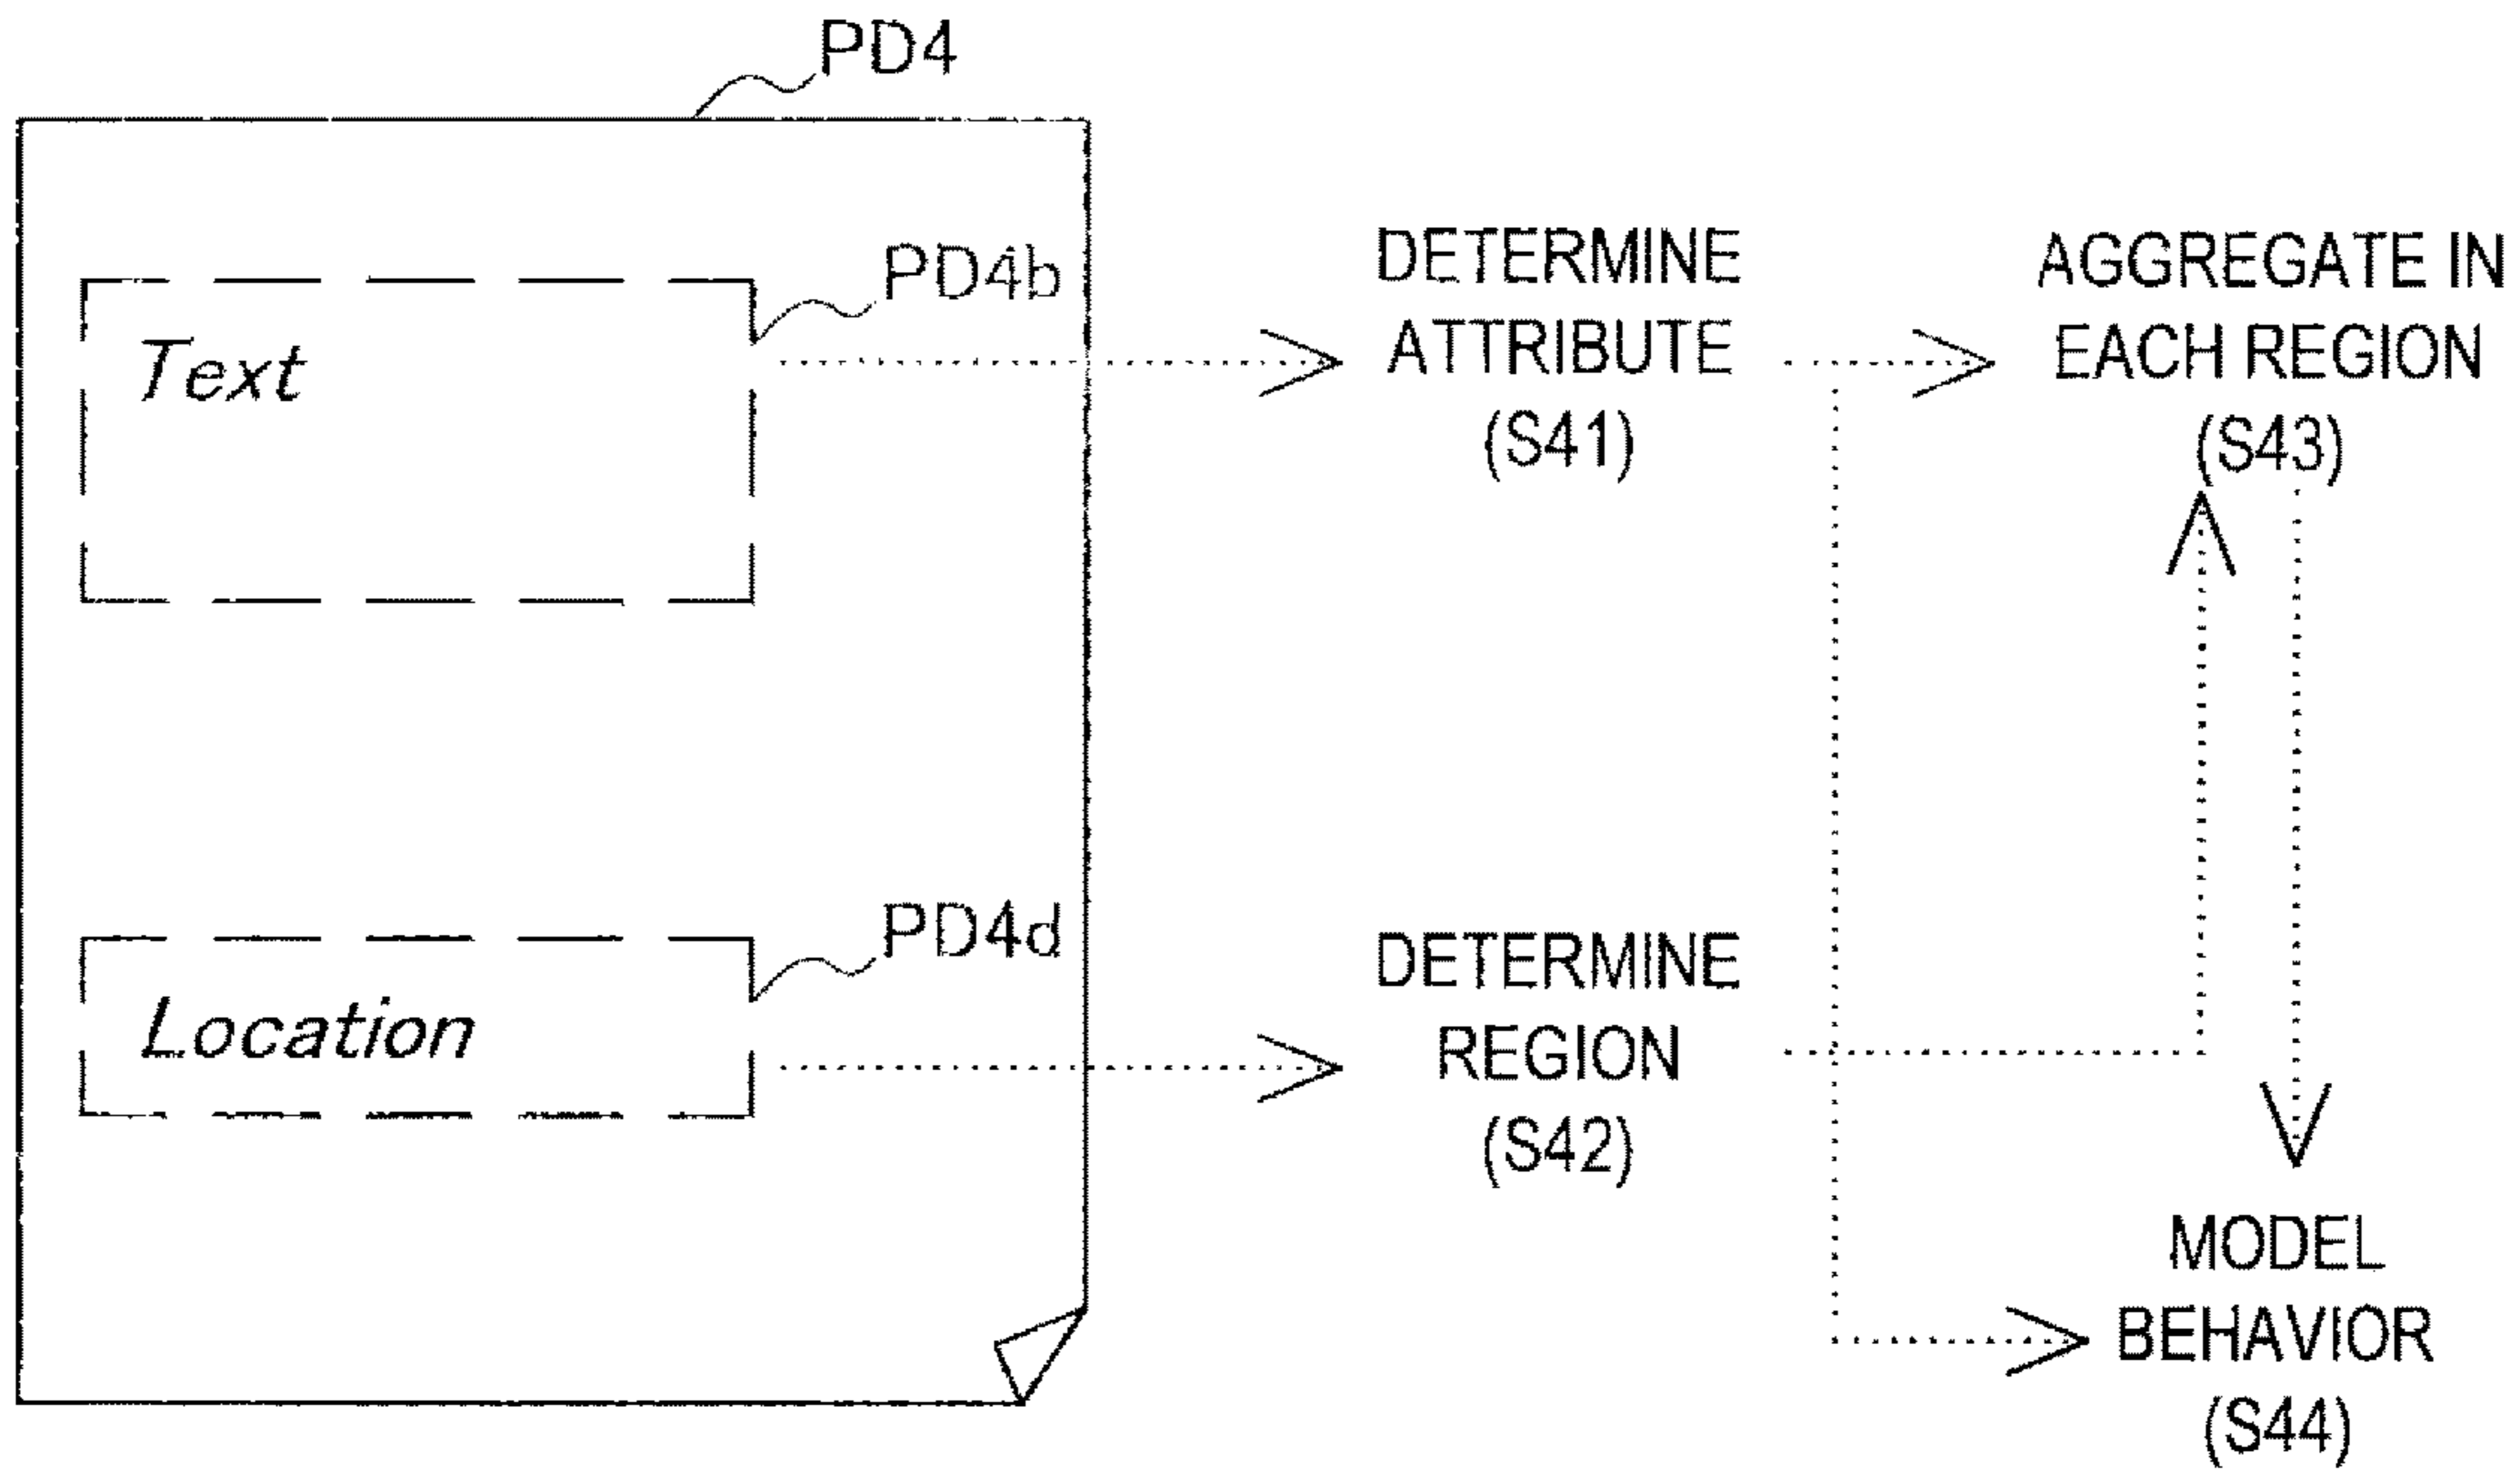 PD4
PD4b
Text
DETERMINE
ATTRIBUTE
(S41)
AGGREGATE IN
EACH REGION
(S43)
PD4d
Location
DETERMINE
REGION
(S42)
MODEL
BEHAVIOR
(S44)